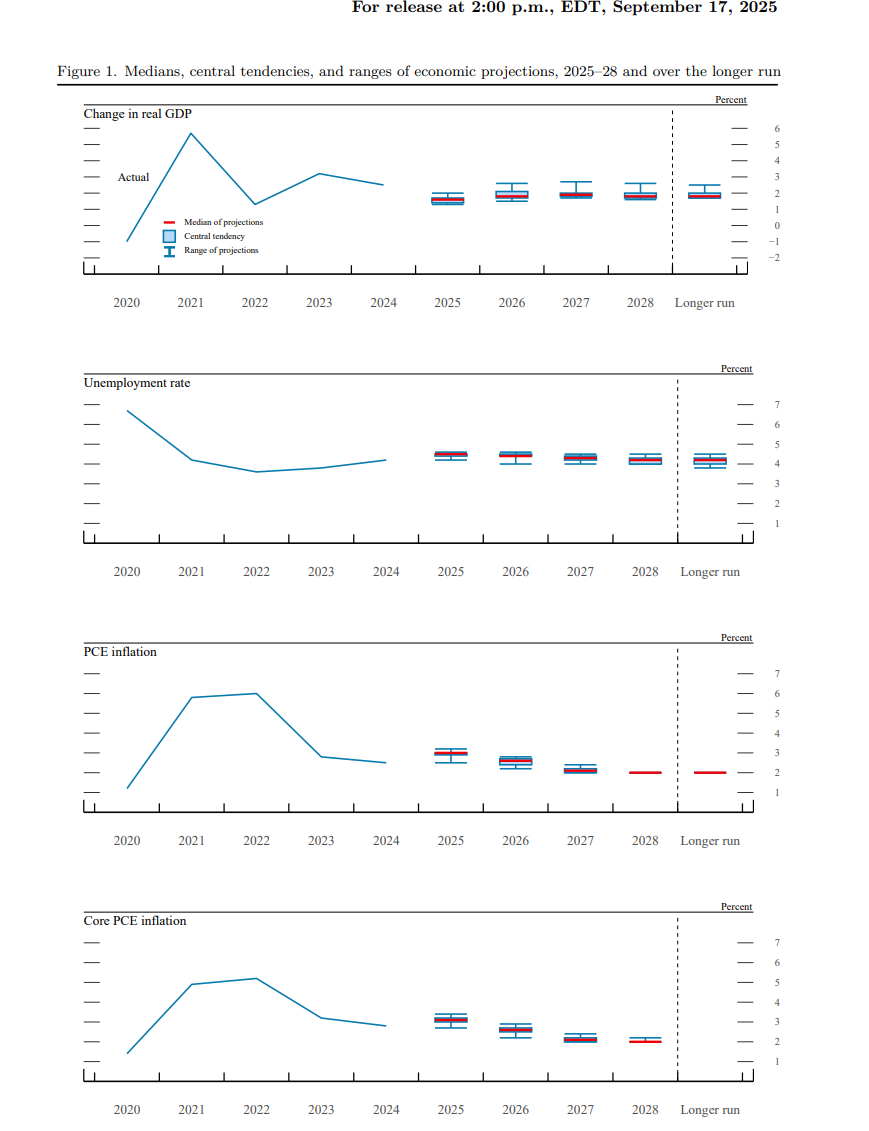 For release at 2:00 p.m., EDT, September 17, 2025
Figure 1. Medians, central tendencies, and ranges of economic projections, 2025–28 and over the longer run
Percent
Change in real GDP
6
5
4
Actual
3
2
1
Median of projections
0
Central tendency
−1
Range of projections
−2
2020 2021 2022 2023 2024 2025 2026 2027 2028 Longer run
Percent
Unemployment rate
7
6
5
4
3
2
1
2020 2021 2022 2023 2024 2025 2026 2027 2028 Longer run
Percent
PCE inflation
7
6
5
4
3
2
1
2020 2021 2022 2023 2024 2025 2026 2027 2028 Longer run
Percent
Core PCE inflation
7
6
5
4
3
2
1
2020 2021 2022 2023 2024 2025 2026 2027 2028 Longer run